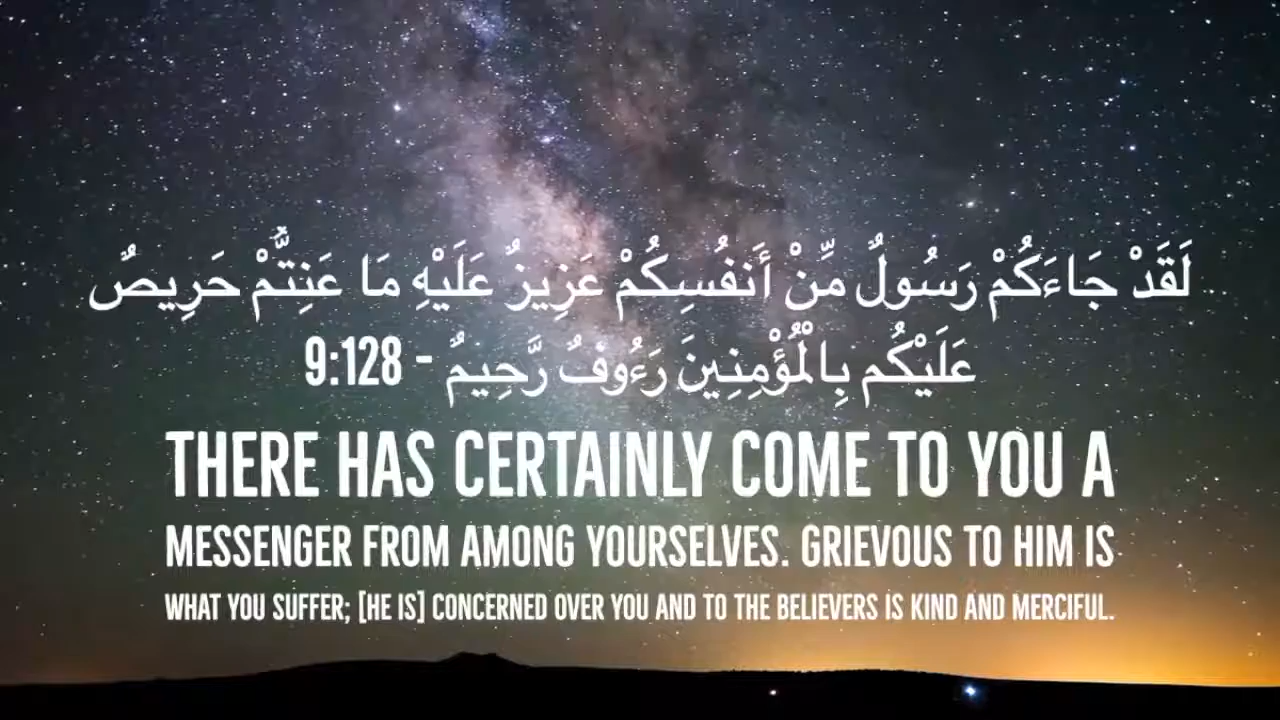 لَقَدْ جَاءَكُمْ رَسُولٌ مِّنْ أَنفُسِكُمْ عَزِيزٌ عَلَيْهِ مَا عَنِتُّمْ حَرِيصٌ
عَلَيْكُم بِالْمُؤْمِنِينَ رَءُوفٌ رَّحِيمٌ - 9:128
THERE HAS CERTAINLY COME TO YOU A
MESSENGER FROM AMONG YOURSELVES. GRIEVOUS TO HIM IS
WHAT YOU SUFFER; [HE IS] CONCERNED OVER YOU AND TO THE BELIEVERS IS KIND AND MERCIFUL.